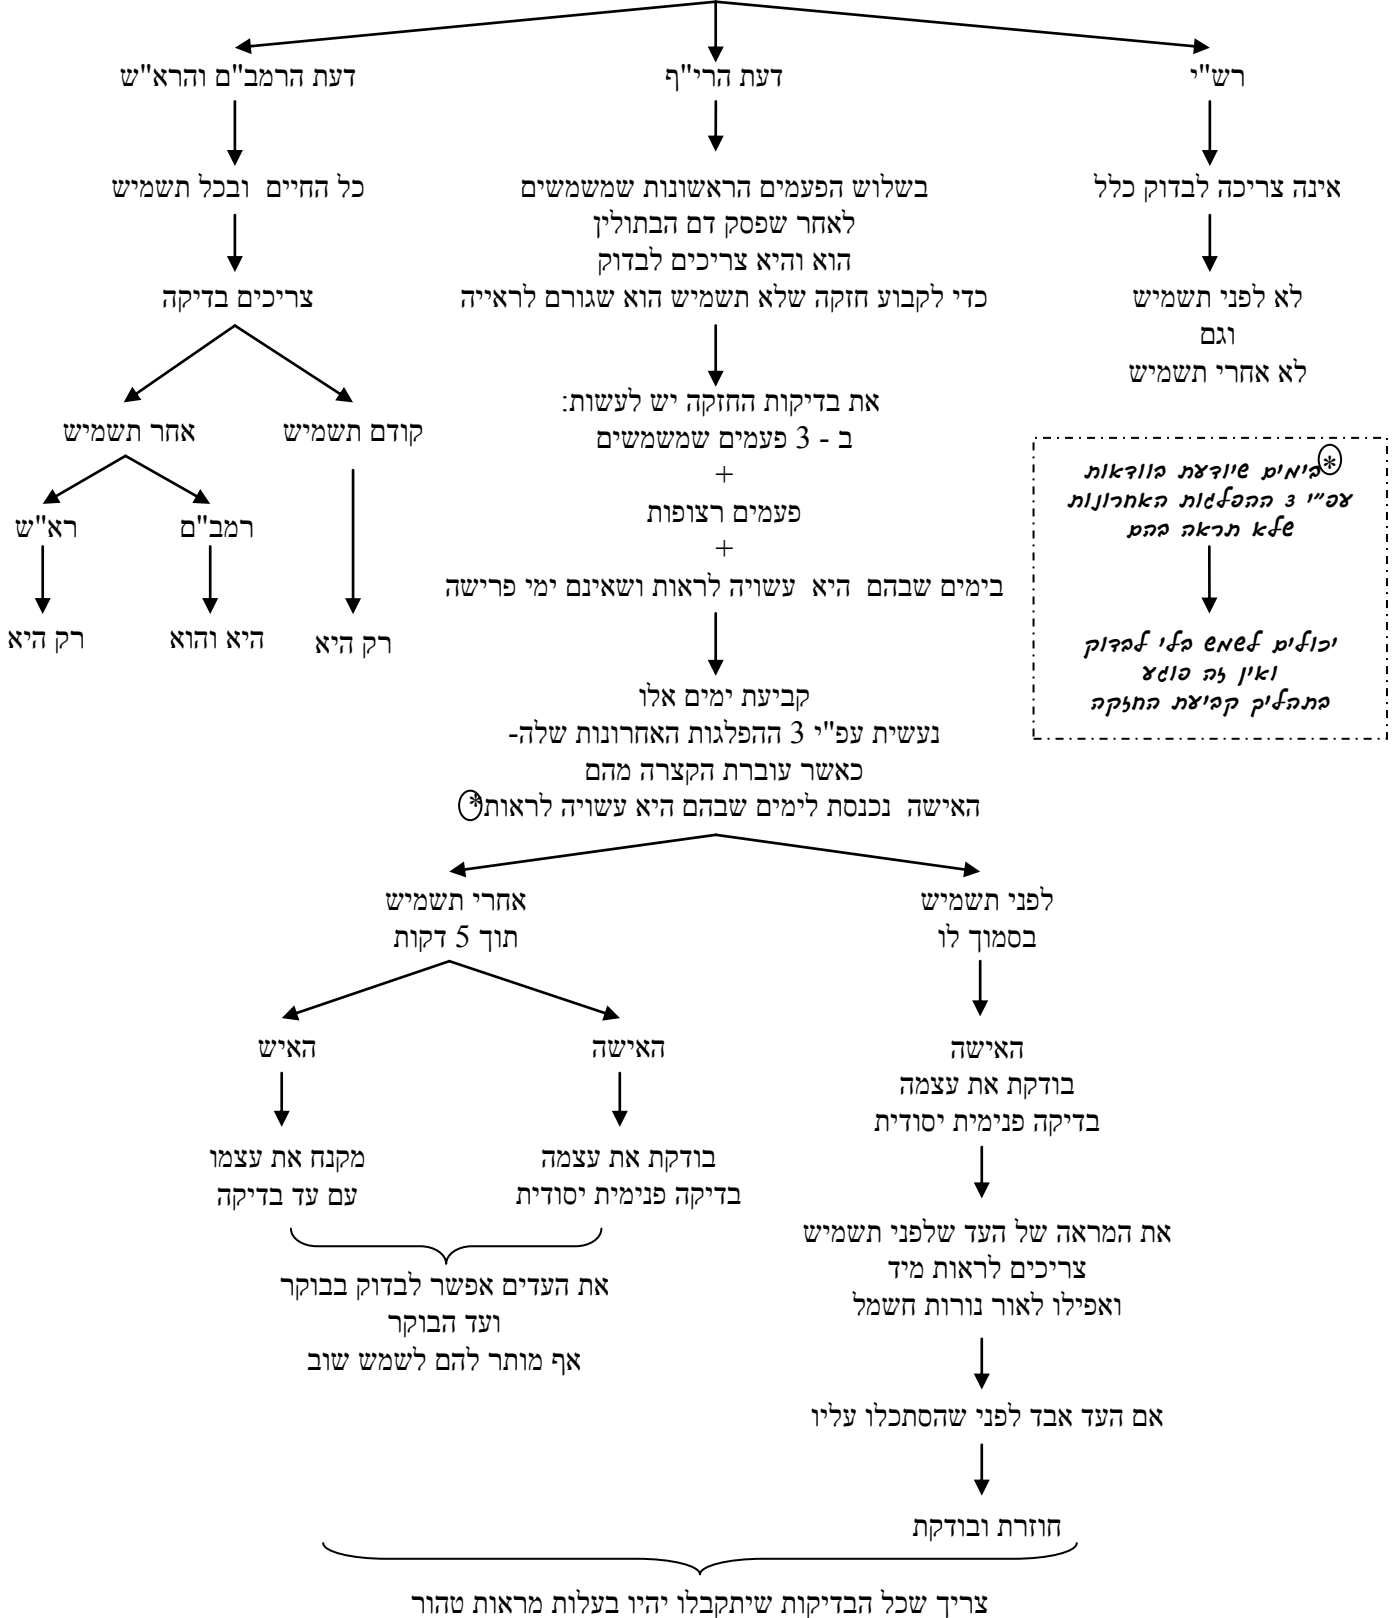 רש"י
אינה צריכה לבדוק כלל
לא לפני תשמיש
וגם
לא אחרי תשמיש
*בימים שיודעת בוודאות
עפ"י 3 ההפלגות האחרונות
שלא תראה בהם
יכולים לשמש בלי לבדוק
ואין זה פוגע
בתהליך קביעת החזקה
דעת הרי"ף
בשלוש הפעמים הראשונות שמשמשים
לאחר שפסק דם הבתולין
הוא והיא צריכים לבדוק
כדי לקבוע חזקה שלא תשמיש הוא שגורם לראייה
את בדיקות החזקה יש לעשות:
ב - 3 פעמים שמשמשים
+
פעמים רצופות
+
בימים שבהם היא עשויה לראות ושאינם ימי פרישה
קביעת ימים אלו
נעשית עפ"י 3 ההפלגות האחרונות שלה-
כאשר עוברת הקצרה מהם
האישה נכנסת לימים שבהם היא עשויה לראות*
לפני תשמיש
בסמוך לו
האישה
בודקת את עצמה
בדיקה פנימית יסודית
את המראה של העד שלפני תשמיש
צריכים לראות מיד
ואפילו לאור נורות חשמל
אם העד אבד לפני שהסתכלו עליו
חוזרת ובודקת
אחרי תשמיש
תוך 5 דקות
האישה
בודקת את עצמה
בדיקה פנימית יסודית
האיש
מקנח את עצמו
עם עד בדיקה
את העדים אפשר לבדוק בבוקר
ועד הבוקר
אף מותר להם לשמש שוב
צריך שכל הבדיקות שיתקבלו יהיו בעלות מראות טהור
דעת הרמב"ם והרא"ש
כל החיים ובכל תשמיש
צריכים בדיקה
קודם תשמיש
רק היא
אחר תשמיש
רמב"ם
היא והוא
רא"ש
רק היא